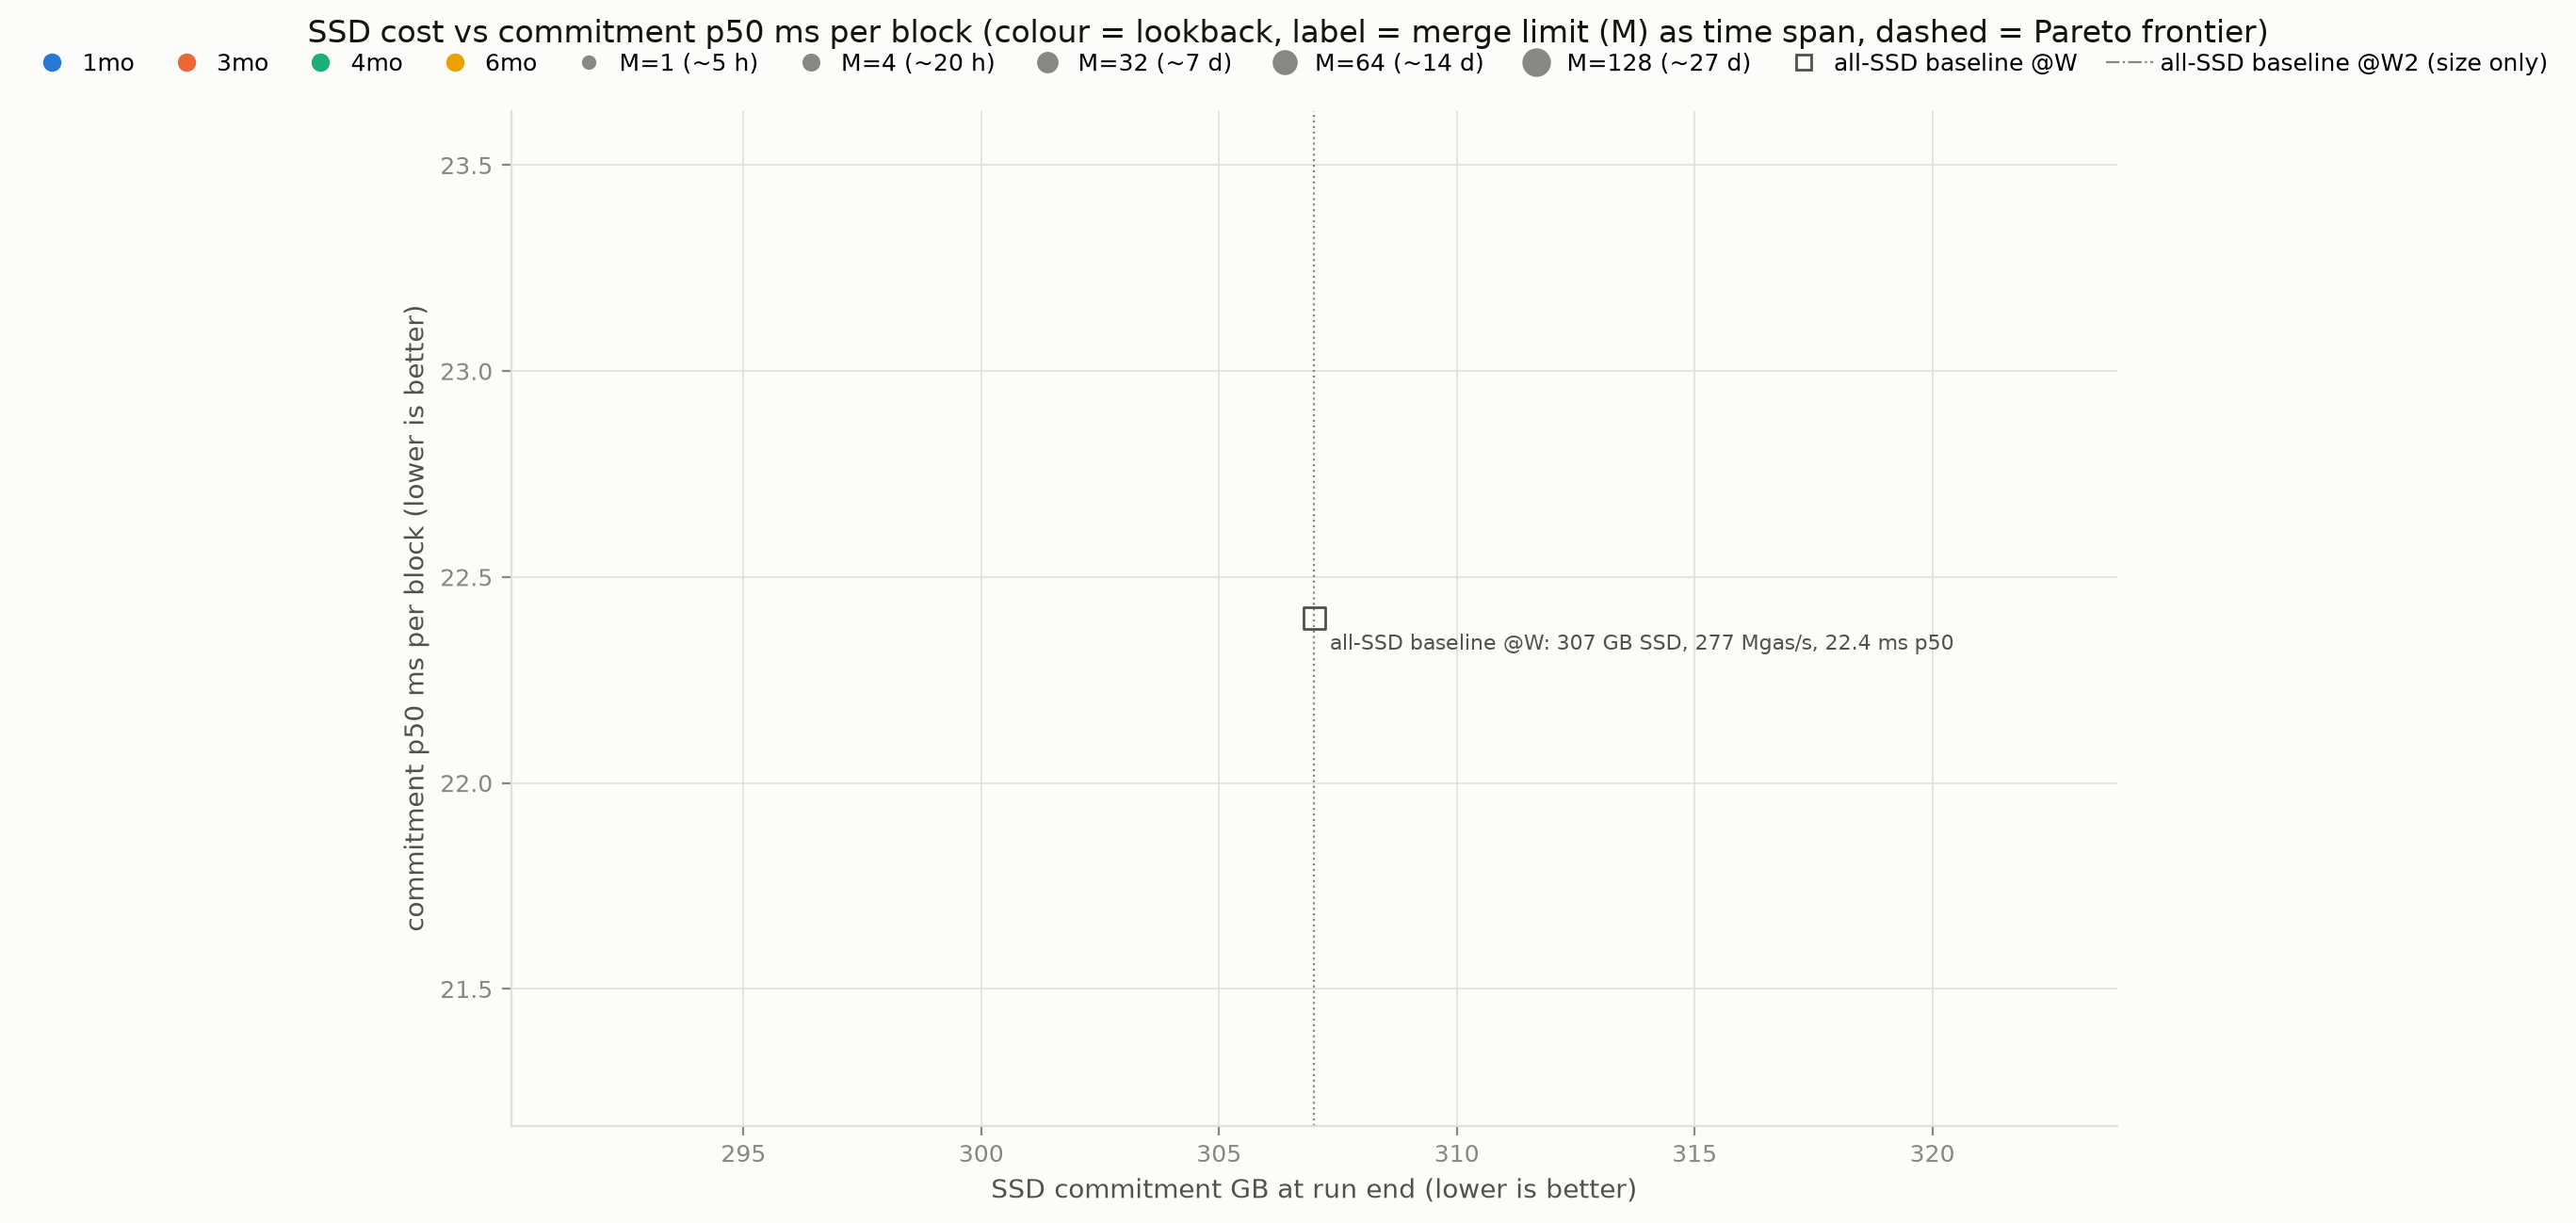 SSD cost vs commitment p50 ms per block (colour = lookback, label = merge limit (M) as time span, dashed = Pareto frontier)
1mo 3mo 4mo 6mo M=1 (~5 h) M=4 (~20 h) M=32 (~7 d) M=64 (~14 d) M=128 (~27 d) all-SSD baseline @W all-SSD baseline @W2 (size only)
commitment p50 ms per block (lower is better)
23.5
23.0
22.5
22.0
21.5
all-SSD baseline @W: 307 GB SSD, 277 Mgas/s, 22.4 ms p50
295 300 305 310 315 320
SSD commitment GB at run end (lower is better)